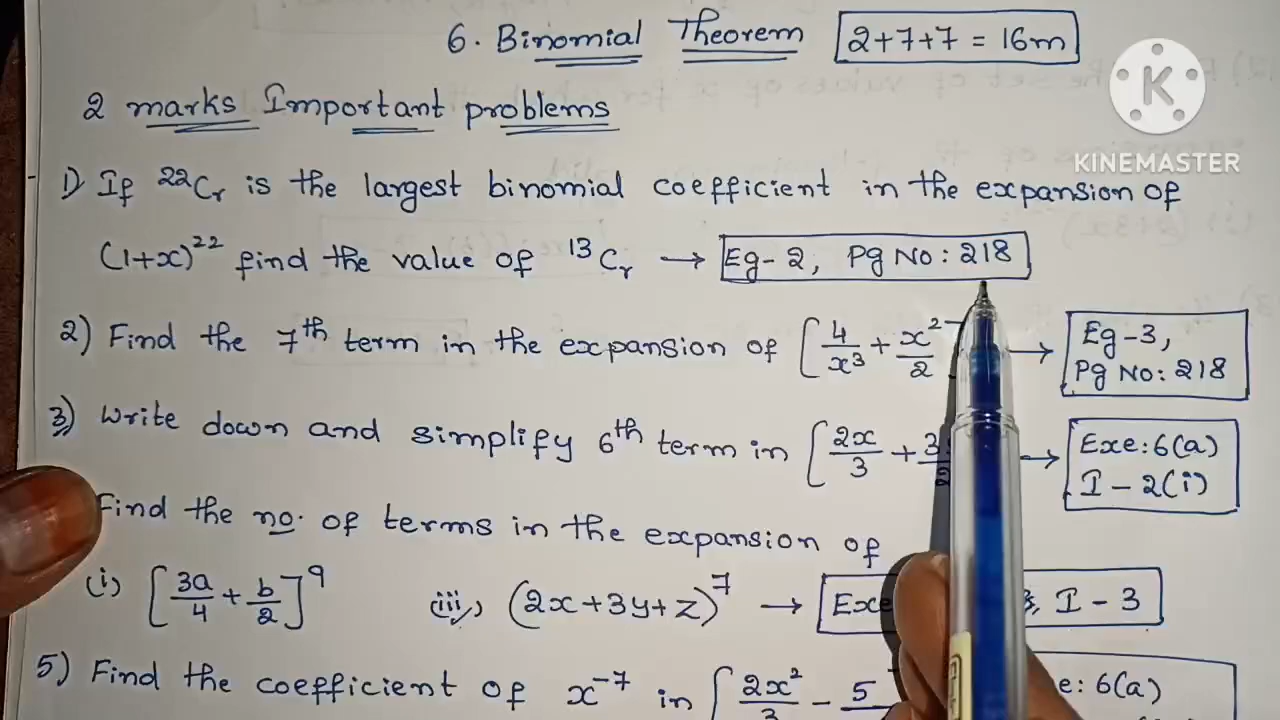 6. Binomial Theorem 2+7+7 = 16m
2 marks Important problems
K
KINEMASTER
1) If ²²Cᵣ is the largest binomial coefficient in the expansion of
(1+x)²² find the value of ¹³Cᵣ → Eg-2, Pg No: 218
2) Find the 7ᵗʰ term in the expansion of [4/x³ + x²/2 → Eg-3,
Pg No: 218
3) Write down and simplify 6ᵗʰ term in [2x/3 + 3 → Exe: 6(a)
I - 2(i)
Find the no. of terms in the expansion of
(i) [3a/4 + b/2]⁹ (iii) (2x+3y+z)⁷ → Exe I - 3
5) Find the coefficient of x⁻⁷ in [2x²/3 - 5 e: 6(a)